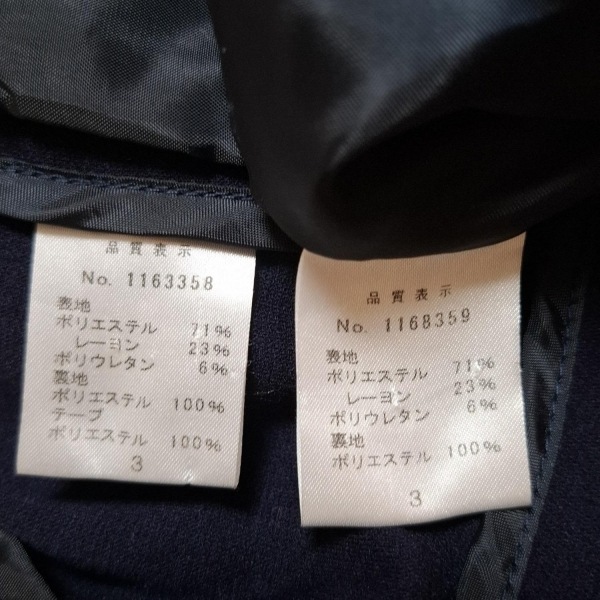 品質表示
No. 1163358
表地
ポリエステル 71%
レーヨン 23%
ポリウレタン 6%
裏地
ポリエステル 100%
テープ
ポリエステル 100%
3
品質表示
No. 1168359
表地
ポリエステル 71%
レーヨン 23%
ポリウレタン 6%
裏地
ポリエステル 100%
3